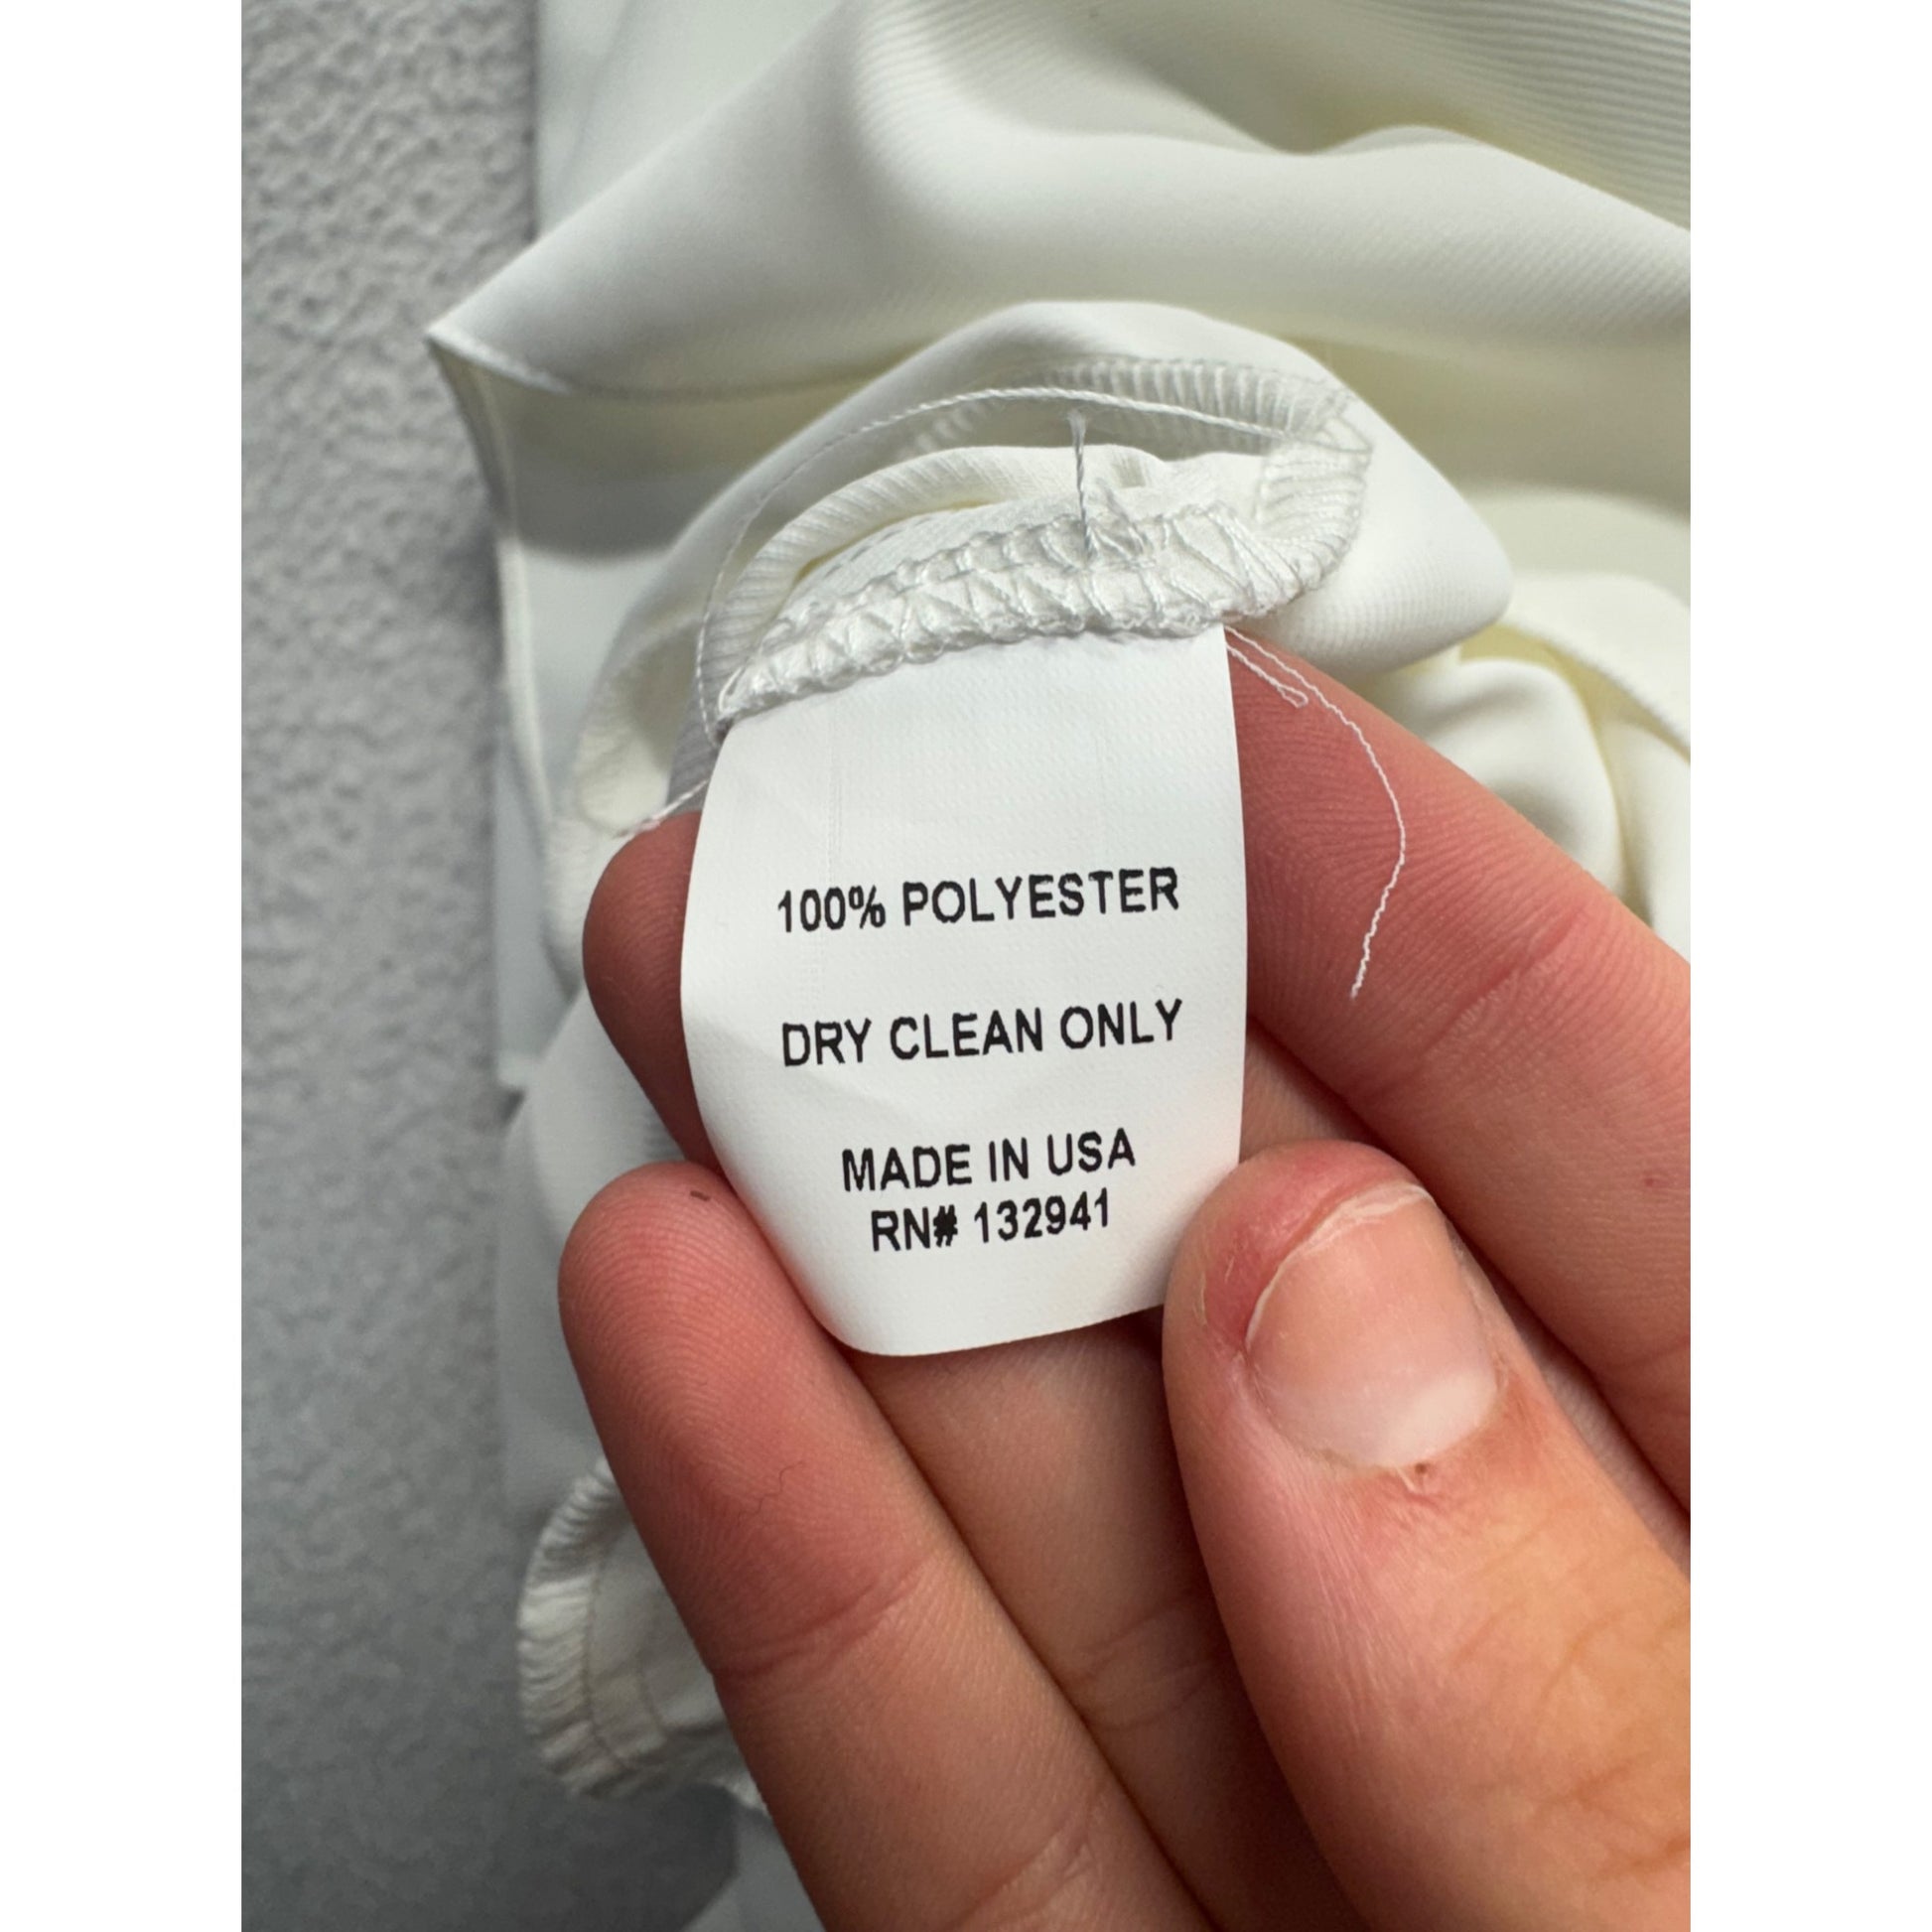 100% POLYESTER
DRY CLEAN ONLY
MADE IN USA
RN# 132941